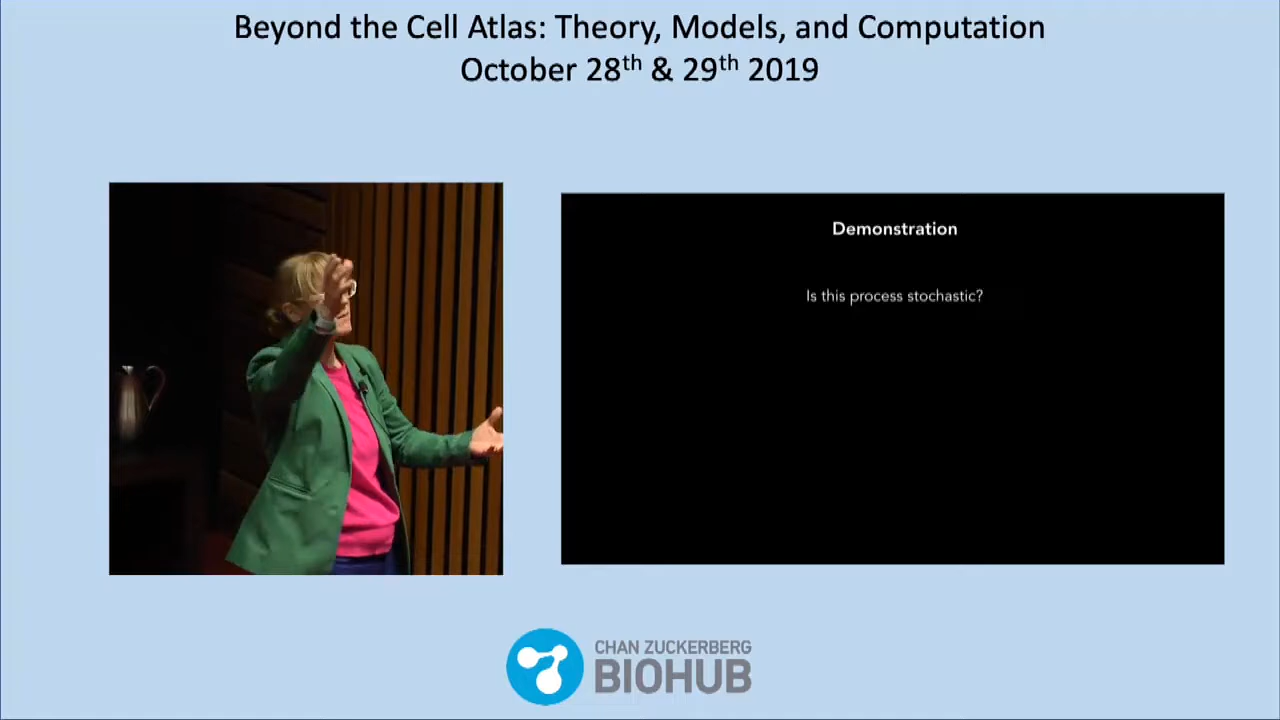 Beyond the Cell Atlas: Theory, Models, and Computation
October 28th & 29th 2019
Demonstration
Is this process stochastic?
CHAN ZUCKERBERG
BIOHUB